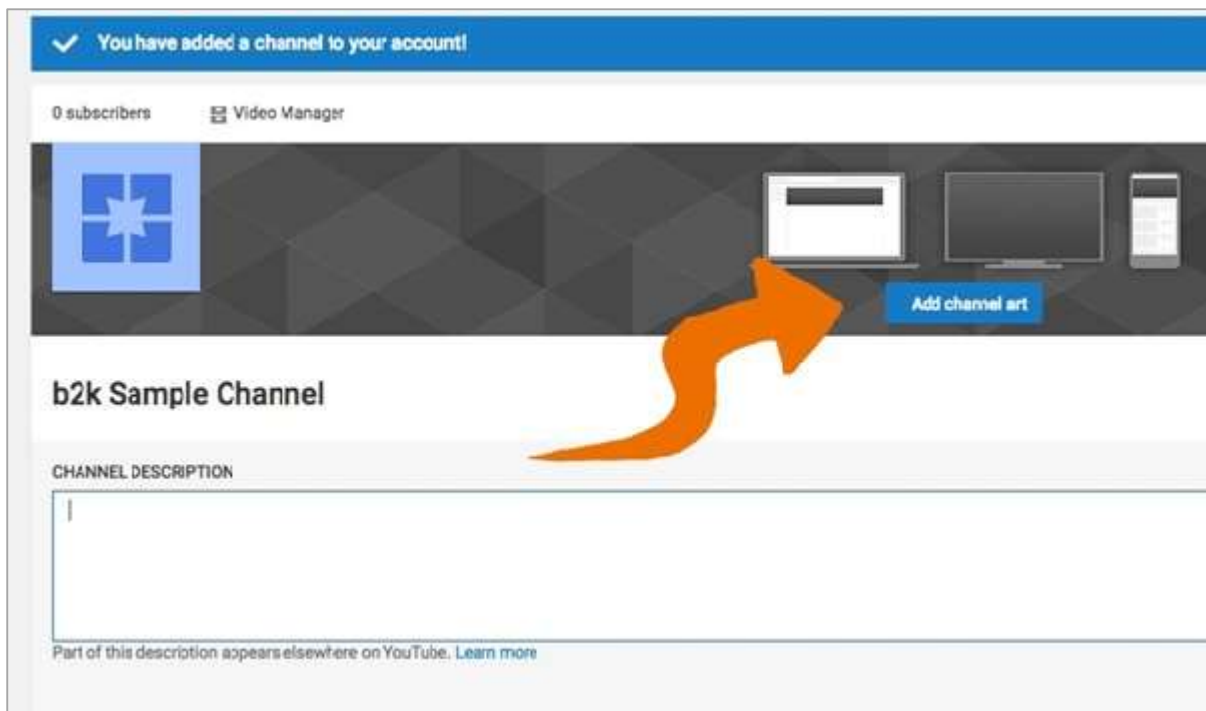 You have added a channel to your account!
0 subscribers Video Manager
Add channel art
b2k Sample Channel
CHANNEL DESCRIPTION
Part of this description appears elsewhere on YouTube. Learn more